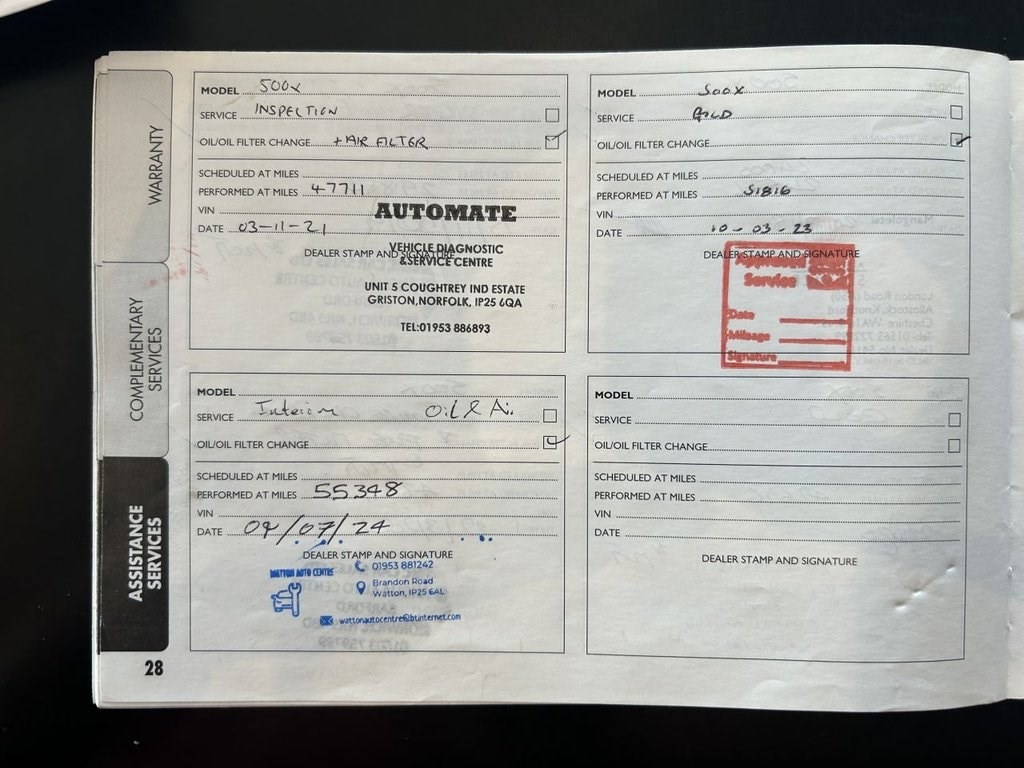 WARRANTY
COMPLEMENTARY
SERVICES
ASSISTANCE
SERVICES
28
MODEL 500x
SERVICE INSPECTION
OIL/OIL FILTER CHANGE + AIR FILTER
SCHEDULED AT MILES
PERFORMED AT MILES 47711
VIN
DATE 03-11-21
DEALER STAMP AND SIGNATURE
AUTOMATE
VEHICLE DIAGNOSTIC
& SERVICE CENTRE
UNIT 5 COUGHTREY IND ESTATE
GRISTON, NORFOLK, IP25 6QA
TEL:01953 886893
MODEL 500X
SERVICE GOLD
OIL/OIL FILTER CHANGE
SCHEDULED AT MILES
PERFORMED AT MILES 51816
VIN
DATE 10-03-23
DEALER STAMP AND SIGNATURE
Service
Date
Mileage
Signature
MODEL
SERVICE Interim Oil & Ai.
OIL/OIL FILTER CHANGE
SCHEDULED AT MILES
PERFORMED AT MILES 55348
VIN
DATE 09/07/24
DEALER STAMP AND SIGNATURE
WATTON AUTO CENTRE
01953 881242
Brandon Road
Watton, IP25 6AL
wattonautocentre@btinternet.com
MODEL
SERVICE
OIL/OIL FILTER CHANGE
SCHEDULED AT MILES
PERFORMED AT MILES
VIN
DATE
DEALER STAMP AND SIGNATURE